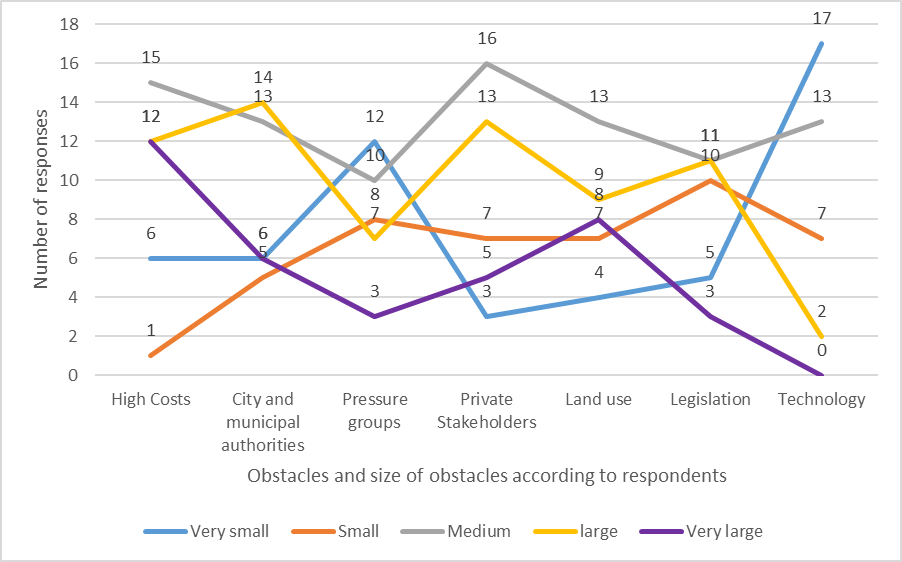 18
17
16
16
15
14
14
13
13
13
13
12
12
12
11
10
10
10
9
8
8
8
7
7
7
7
6
6
6
5
5
5
4
4
3
3
3
2
2
1
0
0
Number of responses
High Costs
City and
municipal
authorities
Pressure
groups
Private
Stakeholders
Land use
Legislation
Technology
Obstacles and size of obstacles according to respondents
Very small
Small
Medium
large
Very large